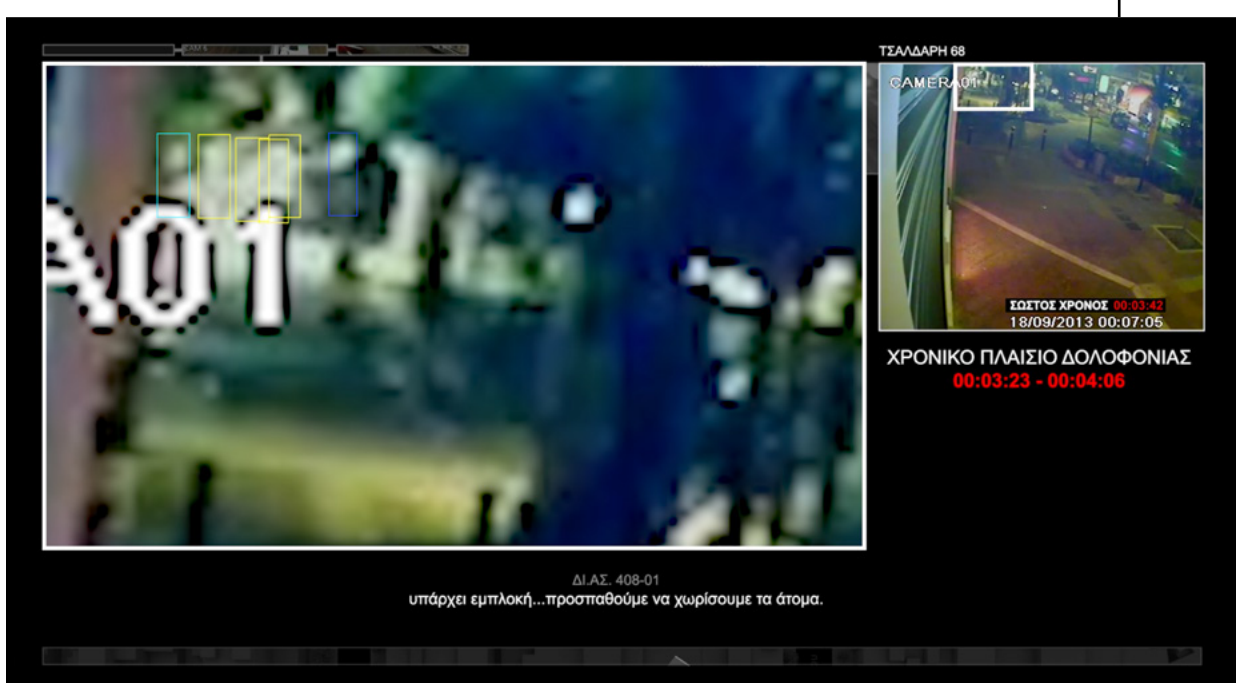 ΤΣΑΛΔΑΡΗ 68
CAMERA01
A01
ΣΩΣΤΟΣ ΧΡΟΝΟΣ 00:03:42
18/09/2013 00:07:05
ΧΡΟΝΙΚΟ ΠΛΑΙΣΙΟ ΔΟΛΟΦΟΝΙΑΣ
00:03:23 - 00:04:06
ΔΙ.ΑΣ. 408-01
υπάρχει εμπλοκή...προσπαθούμε να χωρίσουμε τα άτομα.